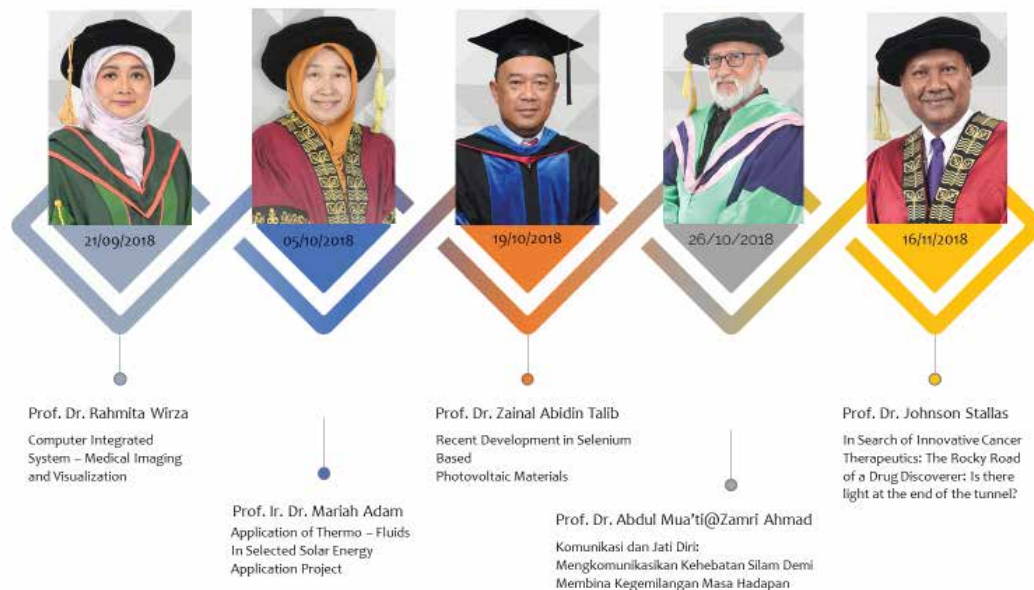 21/09/2018
05/10/2018
19/10/2018
26/10/2018
16/11/2018
Prof. Dr. Rahmita Wirza
Computer Integrated
System – Medical Imaging
and Visualization
Prof. Ir. Dr. Mariah Adam
Application of Thermo – Fluids
In Selected Solar Energy
Application Project
Prof. Dr. Zainal Abidin Talib
Recent Development in Selenium
Based
Photovoltaic Materials
Prof. Dr. Abdul Mua'ti@Zamri Ahmad
Komunikasi dan Jati Diri:
Mengkomunikasikan Kehebatan Silam Demi
Membina Kegemilangan Masa Hadapan
Prof. Dr. Johnson Stallas
In Search of Innovative Cancer
Therapeutics: The Rocky Road
of a Drug Discoverer: Is there
light at the end of the tunnel?